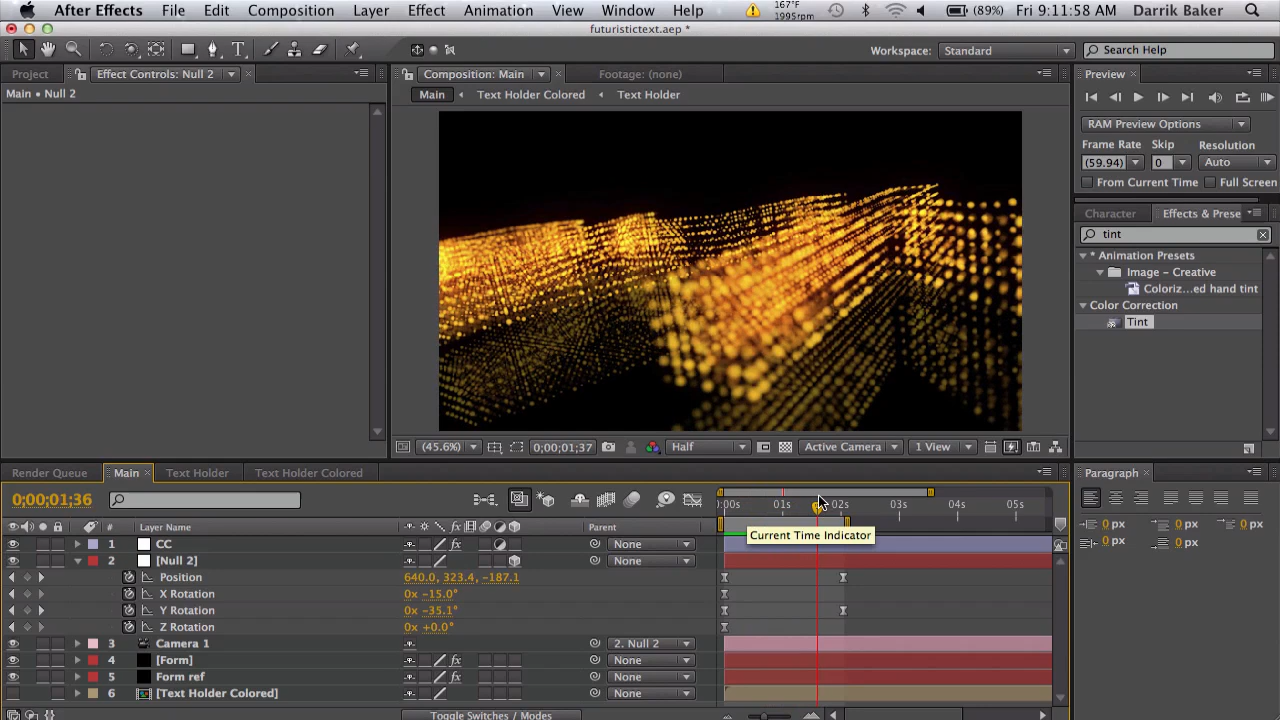 After Effects File Edit Composition Layer Effect Animation View Window Help 167°F 1995rpm (89%) Fri 9:11:58 AM Darrik Baker
futuristictext.aep *
Workspace: Standard Search Help
Project Effect Controls: Null 2 Composition: Main Footage: (none) Preview
Main • Null 2 Main Text Holder Colored Text Holder
RAM Preview Options
Frame Rate Skip Resolution
(59.94) 0 Auto
From Current Time Full Screen
Character Effects & Prese
tint
* Animation Presets
Image – Creative
Coloriz...ed hand tint
Color Correction
Tint
(45.6%) 0;00;01;37 Half Active Camera 1 View
Render Queue Main Text Holder Text Holder Colored Paragraph
0;00;01;36 :00s 01s 02s 03s 04s 05s
# Layer Name Parent
Current Time Indicator
0 px 0 px 0 px
0 px 0 px
1 CC fx None
2 [Null 2] None
Position 640.0, 323.4, −187.1
X Rotation 0x −15.0°
Y Rotation 0x −35.1°
Z Rotation 0x +0.0°
3 Camera 1 2. Null 2
4 [Form] fx None
5 Form ref fx None
6 [Text Holder Colored] None
Toggle Switches / Modes